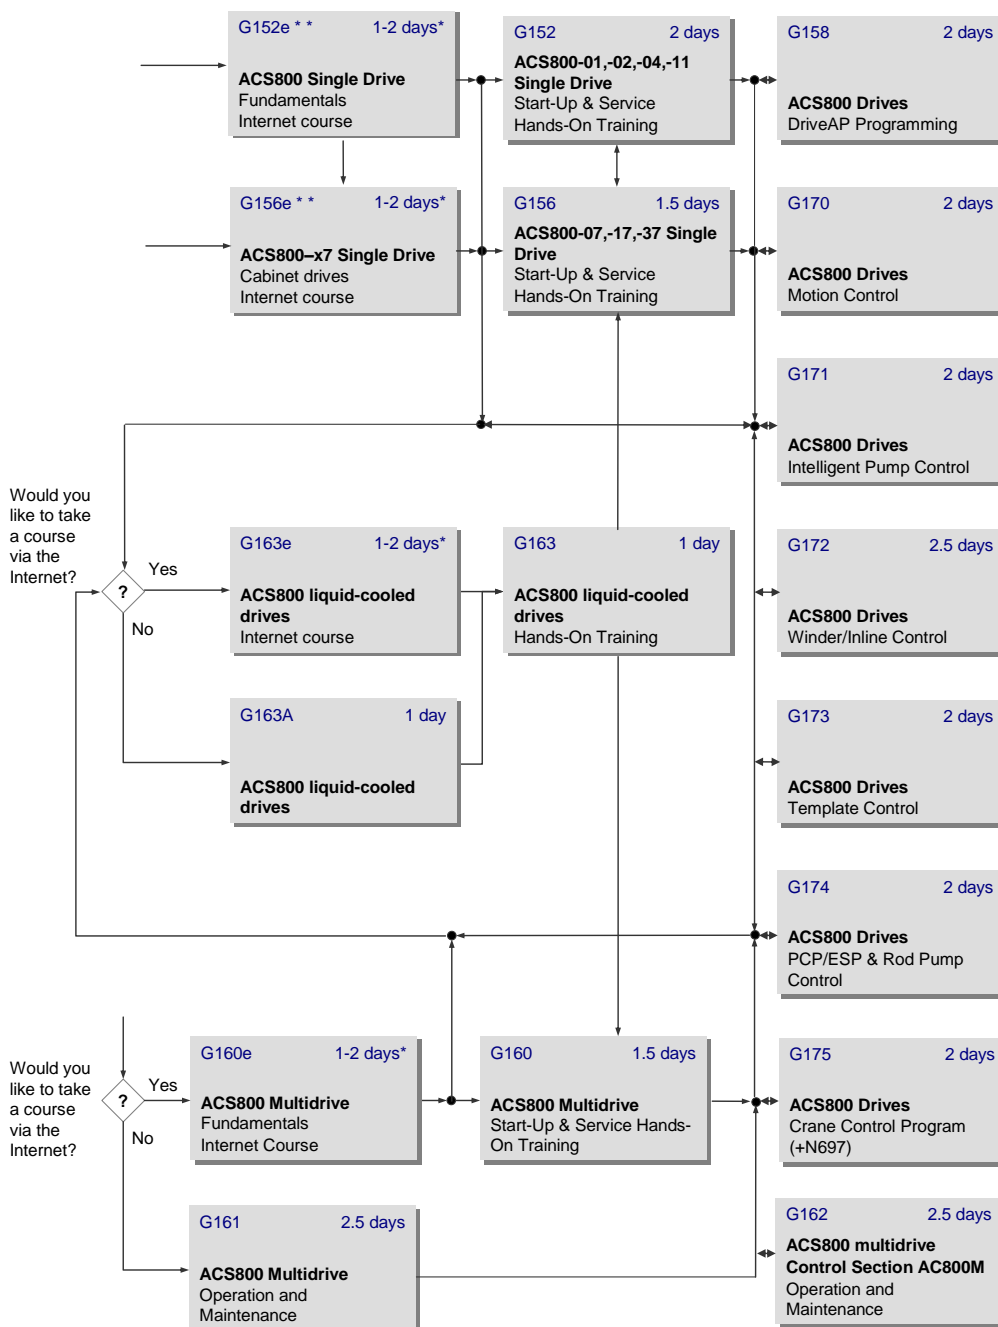 G152e * * 1-2 days*
ACS800 Single Drive
Fundamentals
Internet course
G152 2 days
ACS800-01,-02,-04,-11
Single Drive
Start-Up & Service
Hands-On Training
G158 2 days
ACS800 Drives
DriveAP Programming
G156e * * 1-2 days*
ACS800–x7 Single Drive
Cabinet drives
Internet course
G156 1.5 days
ACS800-07,-17,-37 Single
Drive
Start-Up & Service
Hands-On Training
G170 2 days
ACS800 Drives
Motion Control
G171 2 days
ACS800 Drives
Intelligent Pump Control
Would you
like to take
a course
via the
Internet?
?
Yes
No
G163e 1-2 days*
ACS800 liquid-cooled
drives
Internet course
G163 1 day
ACS800 liquid-cooled
drives
Hands-On Training
G172 2.5 days
ACS800 Drives
Winder/Inline Control
G163A 1 day
ACS800 liquid-cooled
drives
G173 2 days
ACS800 Drives
Template Control
G174 2 days
ACS800 Drives
PCP/ESP & Rod Pump
Control
Would you
like to take
a course
via the
Internet?
?
Yes
No
G160e 1-2 days*
ACS800 Multidrive
Fundamentals
Internet Course
G160 1.5 days
ACS800 Multidrive
Start-Up & Service Hands-
On Training
G175 2 days
ACS800 Drives
Crane Control Program
(+N697)
G161 2.5 days
ACS800 Multidrive
Operation and
Maintenance
G162 2.5 days
ACS800 multidrive
Control Section AC800M
Operation and
Maintenance